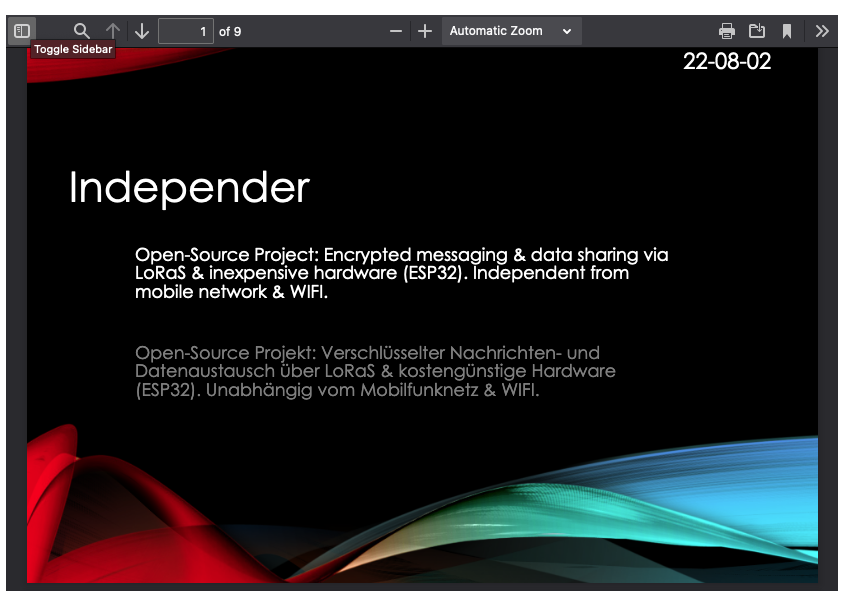 1 of 9 Automatic Zoom
Toggle Sidebar
22-08-02
Independer
Open-Source Project: Encrypted messaging & data sharing via
LoRaS & inexpensive hardware (ESP32). Independent from
mobile network & WIFI.
Open-Source Projekt: Verschlüsselter Nachrichten- und
Datenaustausch über LoRaS & kostengünstige Hardware
(ESP32). Unabhängig vom Mobilfunknetz & WIFI.